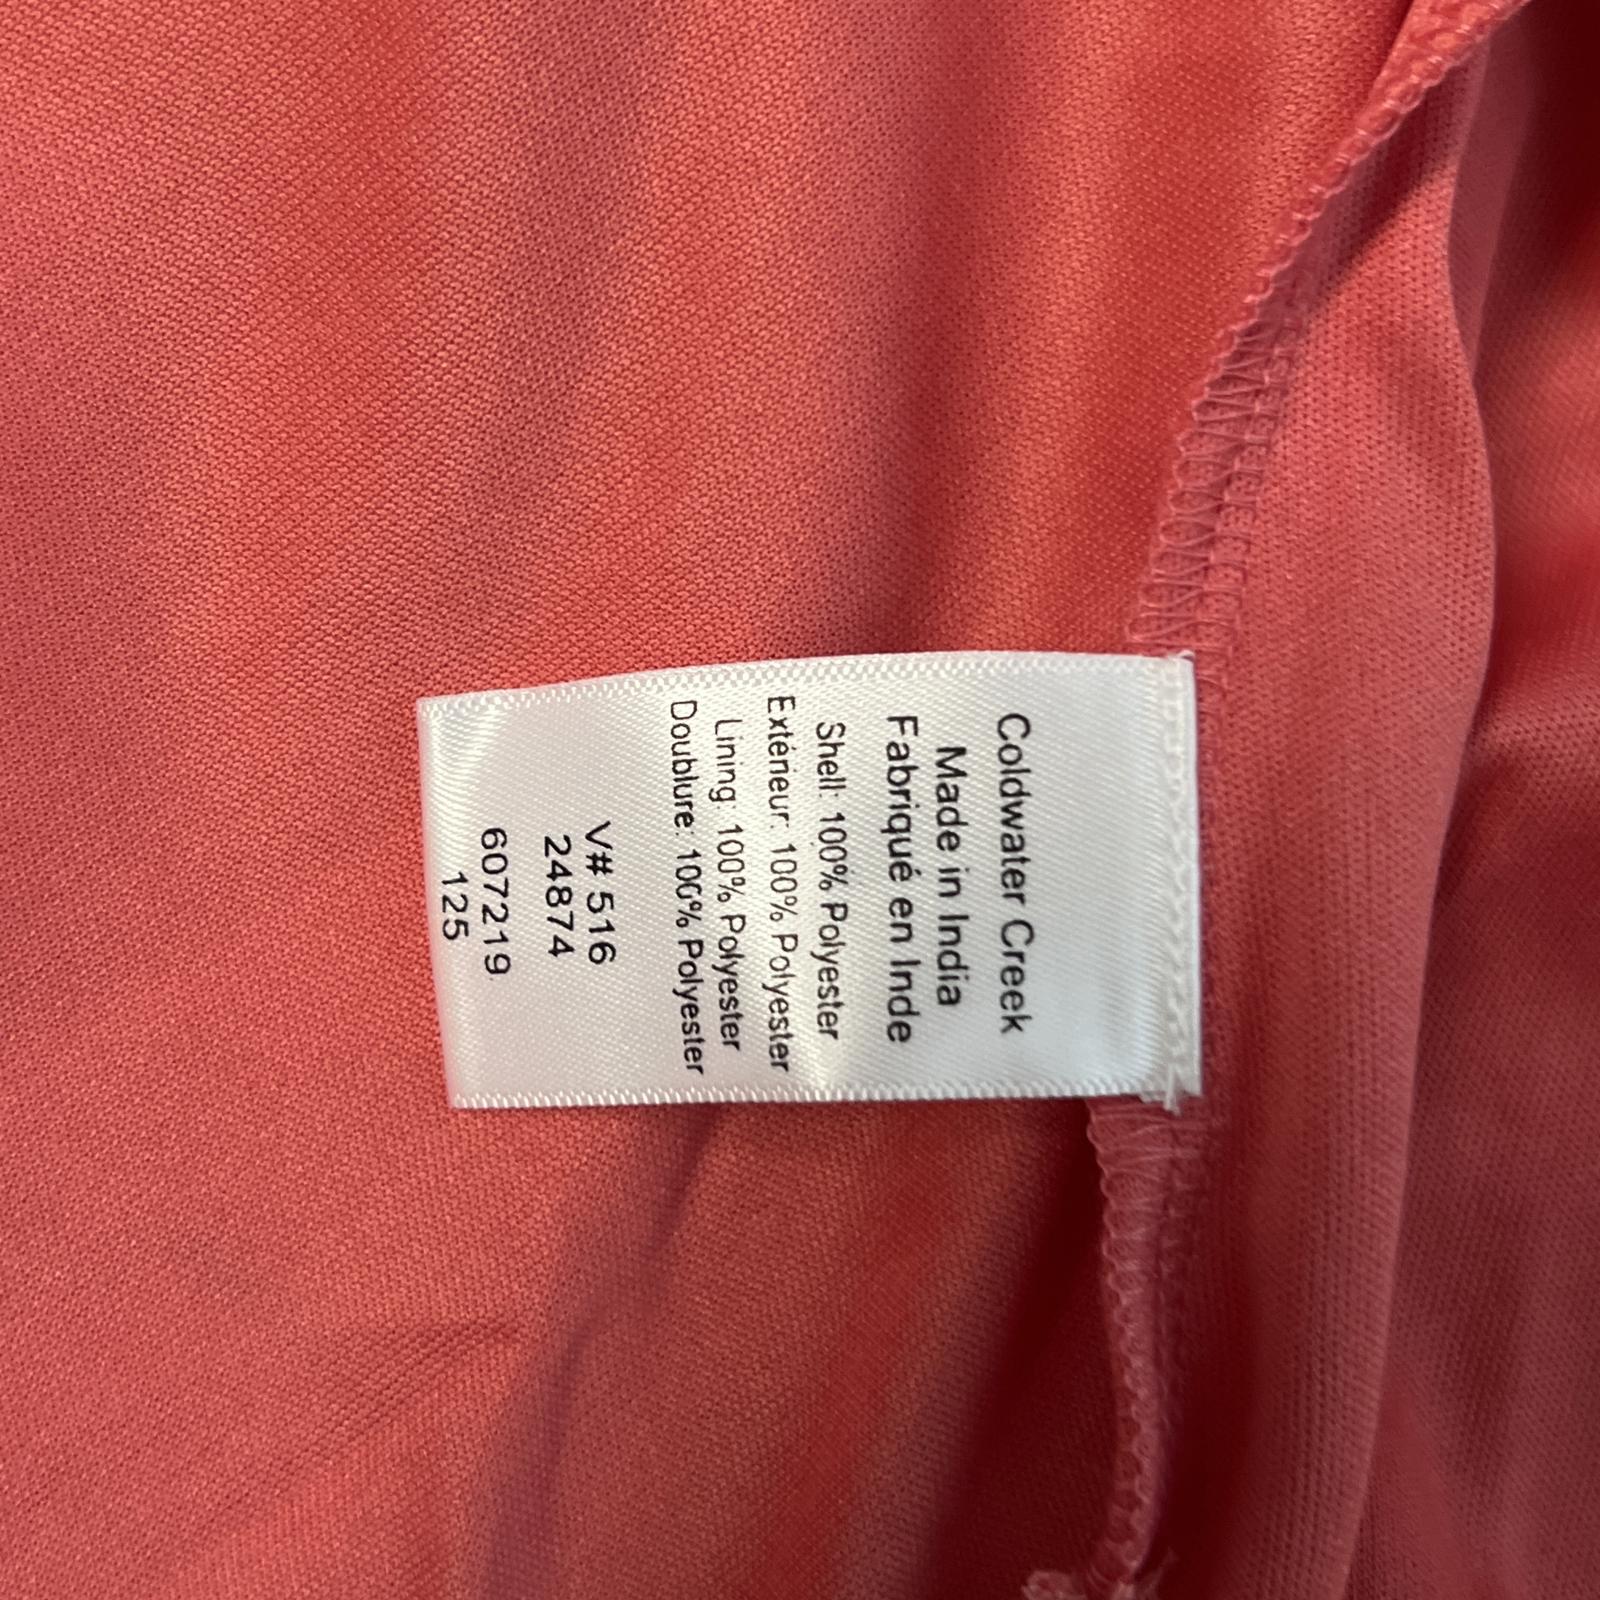 Coldwater Creek
Made in India
Fabriqué en Inde
Shell: 100% Polyester
Extérieur: 100% Polyester
Lining: 100% Polyester
Doublure: 100% Polyester
V# 516
24874
607219
125